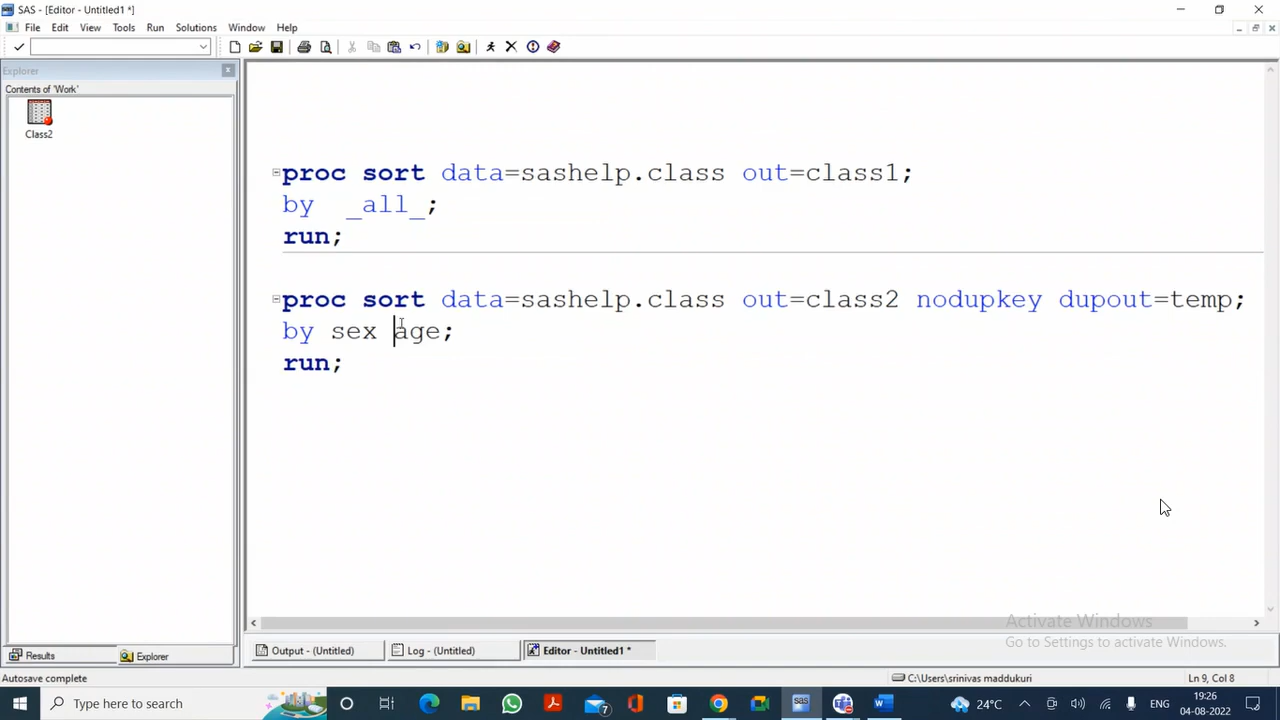 SAS - [Editor - Untitled1 *]
File Edit View Tools Run Solutions Window Help
Explorer
Contents of 'Work'
Class2
proc sort data=sashelp.class out=class1;
by _all_;
run;
proc sort data=sashelp.class out=class2 nodupkey dupout=temp;
by sex age;
run;
Activate Windows
Go to Settings to activate Windows.
Results Explorer Output - (Untitled) Log - (Untitled) Editor - Untitled1 *
Autosave complete C:\Users\srinivas maddukuri Ln 9, Col 8
Type here to search 7 sas 24°C ENG 19:26
04-08-2022